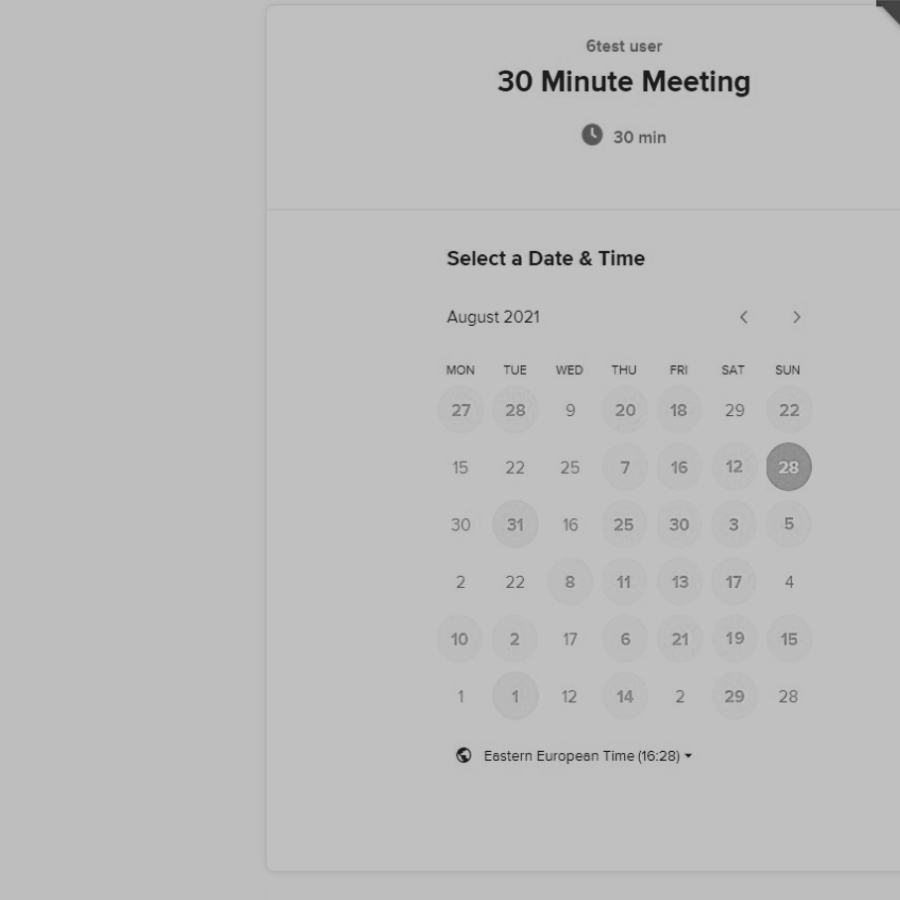 6test user
30 Minute Meeting
30 min
Select a Date & Time
August 2021
MON TUE WED THU FRI SAT SUN
27 28 9 20 18 29 22
15 22 25 7 16 12 28
30 31 16 25 30 3 5
2 22 8 11 13 17 4
10 2 17 6 21 19 15
1 1 12 14 2 29 28
Eastern European Time (16:28)